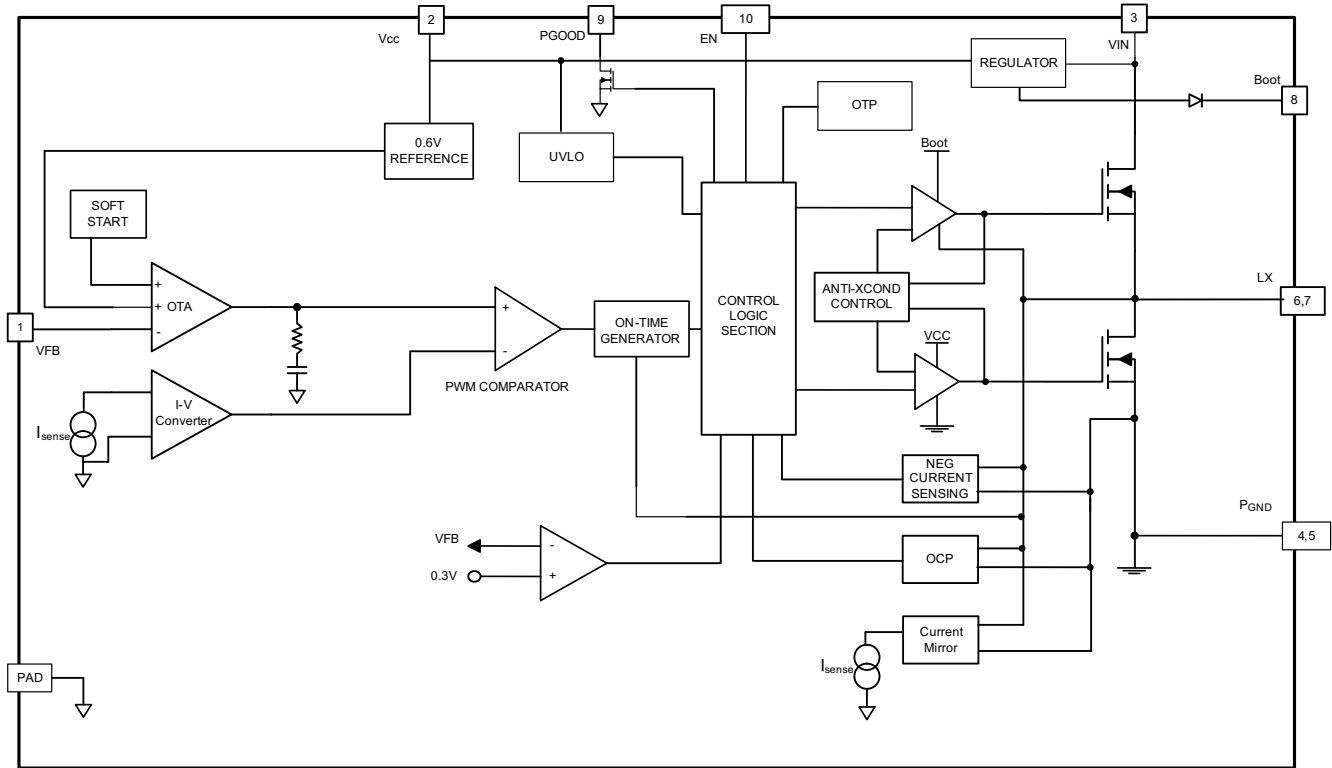 2
9
10
3
Vcc
PGOOD
EN
VIN
REGULATOR
Boot
8
OTP
0.6V
REFERENCE
UVLO
Boot
SOFT
START
LX
6,7
+
+
OTA
-
1
VFB
+
-
PWM COMPARATOR
ON-TIME
GENERATOR
CONTROL
LOGIC
SECTION
ANTI-XCOND
CONTROL
VCC
I-V
Converter
Isense
NEG
CURRENT
SENSING
PGND
4,5
VFB
-
0.3V
+
OCP
Current
Mirror
Isense
PAD